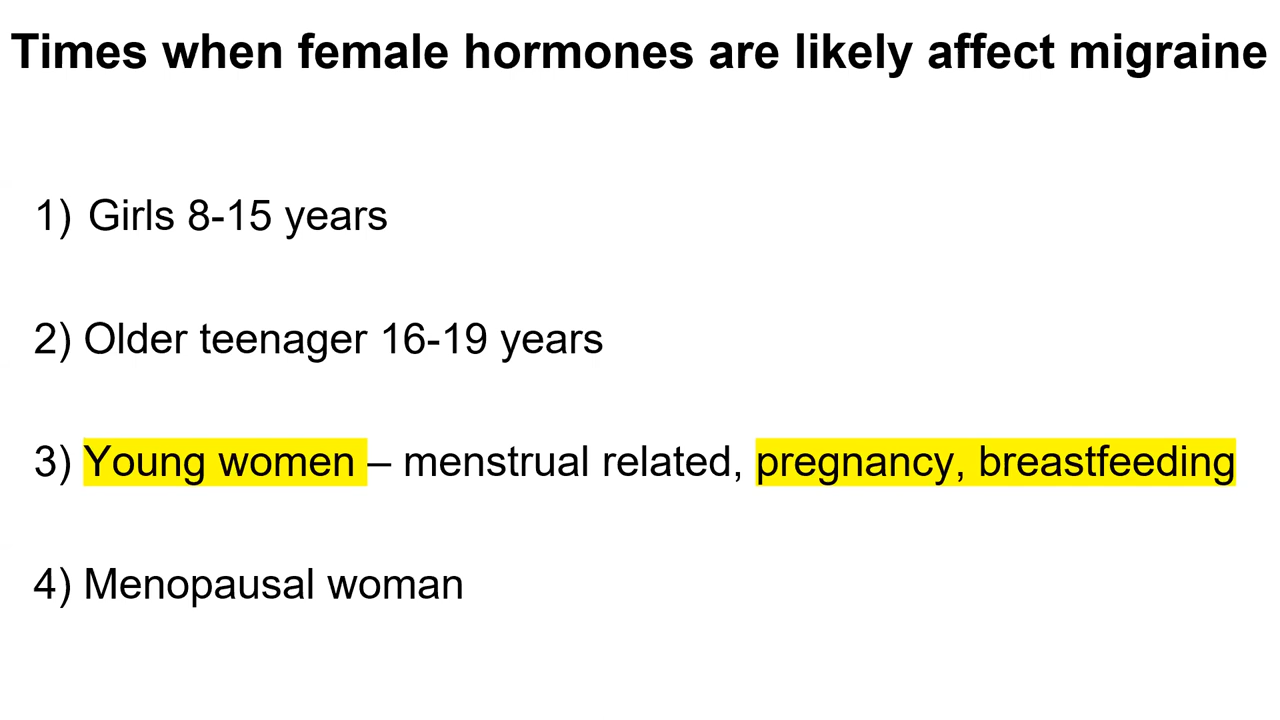 Times when female hormones are likely affect migraine
1) Girls 8-15 years
2) Older teenager 16-19 years
3) Young women – menstrual related, pregnancy, breastfeeding
4) Menopausal woman